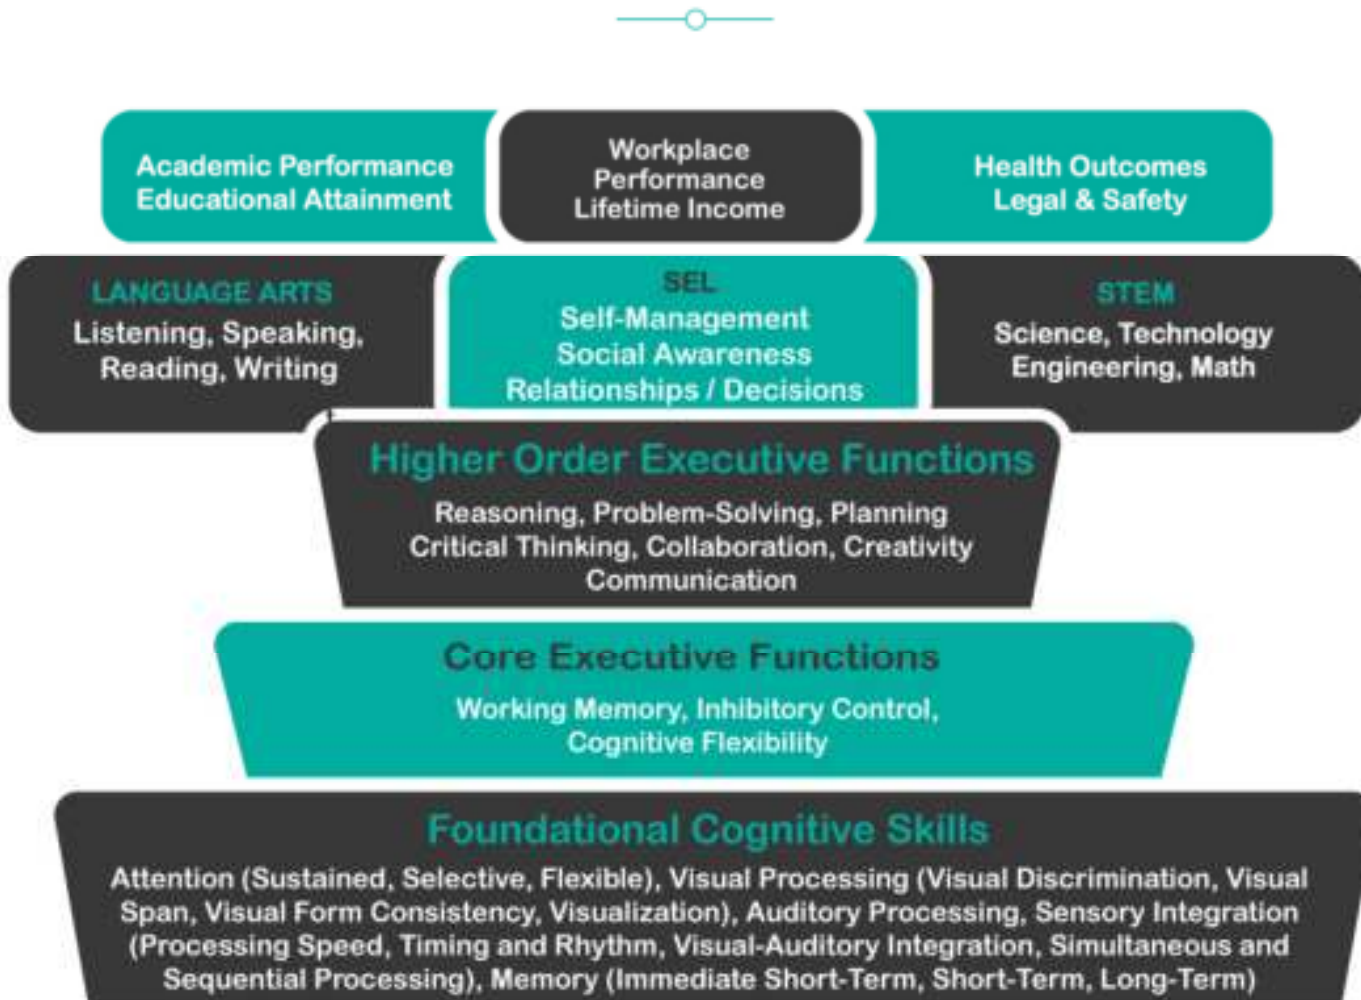 Academic Performance
Educational Attainment
Workplace
Performance
Lifetime Income
Health Outcomes
Legal & Safety
LANGUAGE ARTS
Listening, Speaking,
Reading, Writing
SEL
Self-Management
Social Awareness
Relationships / Decisions
STEM
Science, Technology
Engineering, Math
Higher Order Executive Functions
Reasoning, Problem-Solving, Planning
Critical Thinking, Collaboration, Creativity
Communication
Core Executive Functions
Working Memory, Inhibitory Control,
Cognitive Flexibility
Foundational Cognitive Skills
Attention (Sustained, Selective, Flexible), Visual Processing (Visual Discrimination, Visual
Span, Visual Form Consistency, Visualization), Auditory Processing, Sensory Integration
(Processing Speed, Timing and Rhythm, Visual-Auditory Integration, Simultaneous and
Sequential Processing), Memory (Immediate Short-Term, Short-Term, Long-Term)